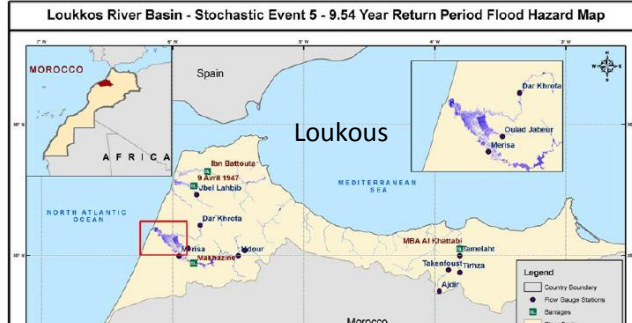 Loukkos River Basin - Stochastic Event 5 - 9.54 Year Return Period Flood Hazard Map
MOROCCO
AFRICA
Spain
Loukous
Dar Khrofa
Oulad Jabeur
Merisa
NORTH ATLANTIC
OCEAN
MEDITERRANEAN
SEA
Ibn Battouta
9 Avril 1947
Jbel Lahbib
Dar Khrofa
Merisa
Makhazine
MBA Al Khattabi
Tamelaht
Takenfoust
Timza
Ajdir
Morocco
Legend
Country Boundary
Flow Gauge Stations
Barrages